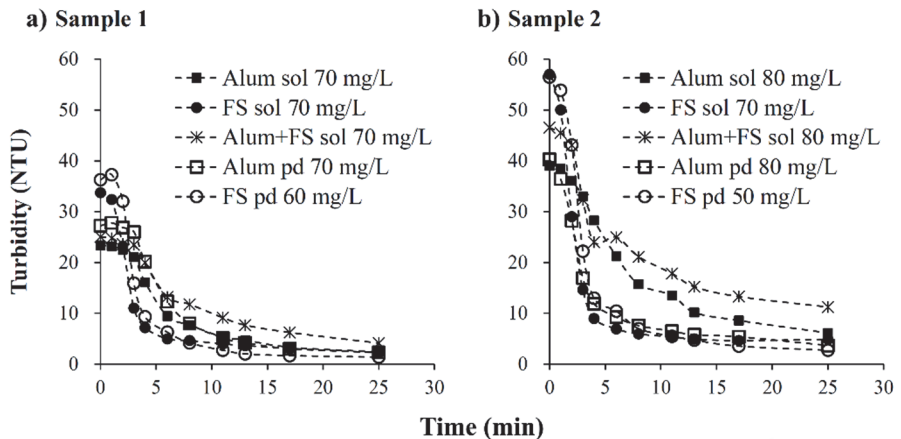 a) Sample 1
b) Sample 2
60
50
40
30
20
10
0
Turbidity (NTU)
Alum sol 70 mg/L
FS sol 70 mg/L
Alum+FS sol 70 mg/L
Alum pd 70 mg/L
FS pd 60 mg/L
0 5 10 15 20 25 30
60
50
40
30
20
10
0
Alum sol 80 mg/L
FS sol 70 mg/L
Alum+FS sol 80 mg/L
Alum pd 80 mg/L
FS pd 50 mg/L
0 5 10 15 20 25 30
Time (min)